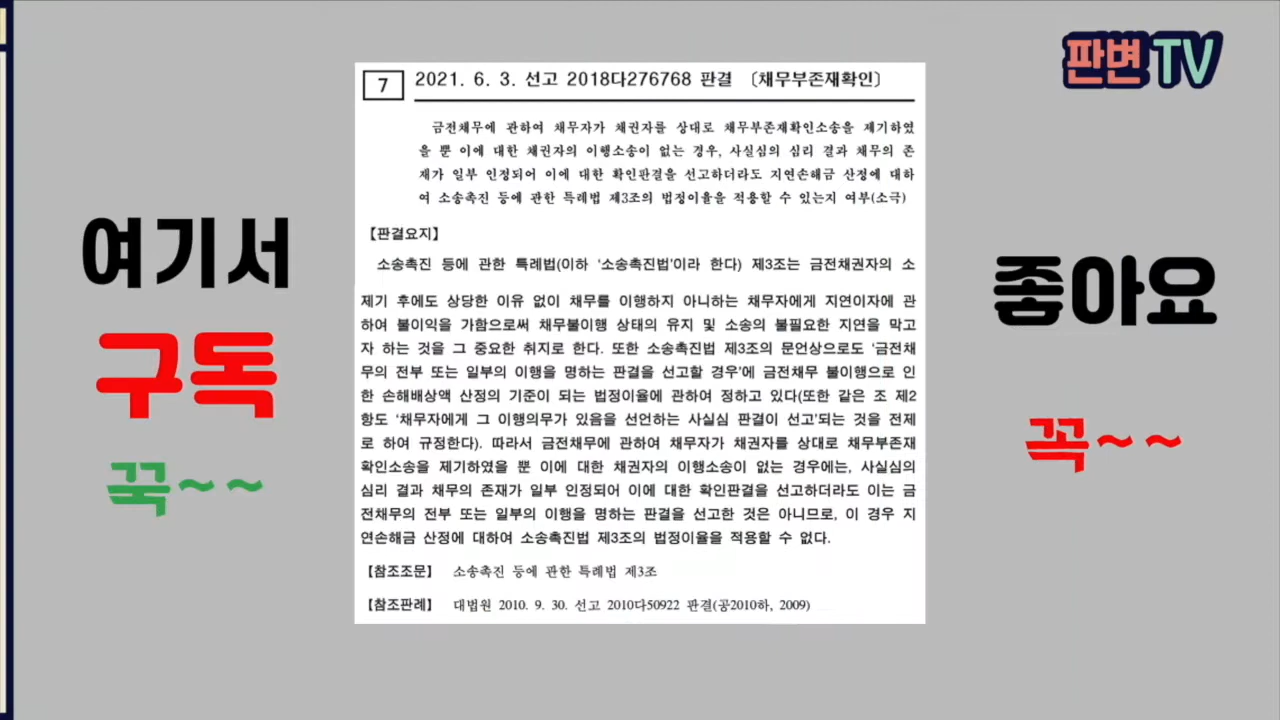 판변 TV
여기서
구독
꾹~~
좋아요
꼭~~
7
2021. 6. 3. 선고 2018다276768 판결 〔채무부존재확인〕
금전채무에 관하여 채무자가 채권자를 상대로 채무부존재확인소송을 제기하였
을 뿐 이에 대한 채권자의 이행소송이 없는 경우, 사실심의 심리 결과 채무의 존
재가 일부 인정되어 이에 대한 확인판결을 선고하더라도 지연손해금 산정에 대하
여 소송촉진 등에 관한 특례법 제3조의 법정이율을 적용할 수 있는지 여부(소극)
【판결요지】
소송촉진 등에 관한 특례법(이하 ‘소송촉진법’이라 한다) 제3조는 금전채권자의 소
제기 후에도 상당한 이유 없이 채무를 이행하지 아니하는 채무자에게 지연이자에 관
하여 불이익을 가함으로써 채무불이행 상태의 유지 및 소송의 불필요한 지연을 막고
자 하는 것을 그 중요한 취지로 한다. 또한 소송촉진법 제3조의 문언상으로도 ‘금전채
무의 전부 또는 일부의 이행을 명하는 판결을 선고할 경우’에 금전채무 불이행으로 인
한 손해배상액 산정의 기준이 되는 법정이율에 관하여 정하고 있다(또한 같은 조 제2
항도 ‘채무자에게 그 이행의무가 있음을 선언하는 사실심 판결이 선고’되는 것을 전제
로 하여 규정한다). 따라서 금전채무에 관하여 채무자가 채권자를 상대로 채무부존재
확인소송을 제기하였을 뿐 이에 대한 채권자의 이행소송이 없는 경우에는, 사실심의
심리 결과 채무의 존재가 일부 인정되어 이에 대한 확인판결을 선고하더라도 이는 금
전채무의 전부 또는 일부의 이행을 명하는 판결을 선고한 것은 아니므로, 이 경우 지
연손해금 산정에 대하여 소송촉진법 제3조의 법정이율을 적용할 수 없다.
【참조조문】 소송촉진 등에 관한 특례법 제3조
【참조판례】 대법원 2010. 9. 30. 선고 2010다50922 판결(공2010하, 2009)